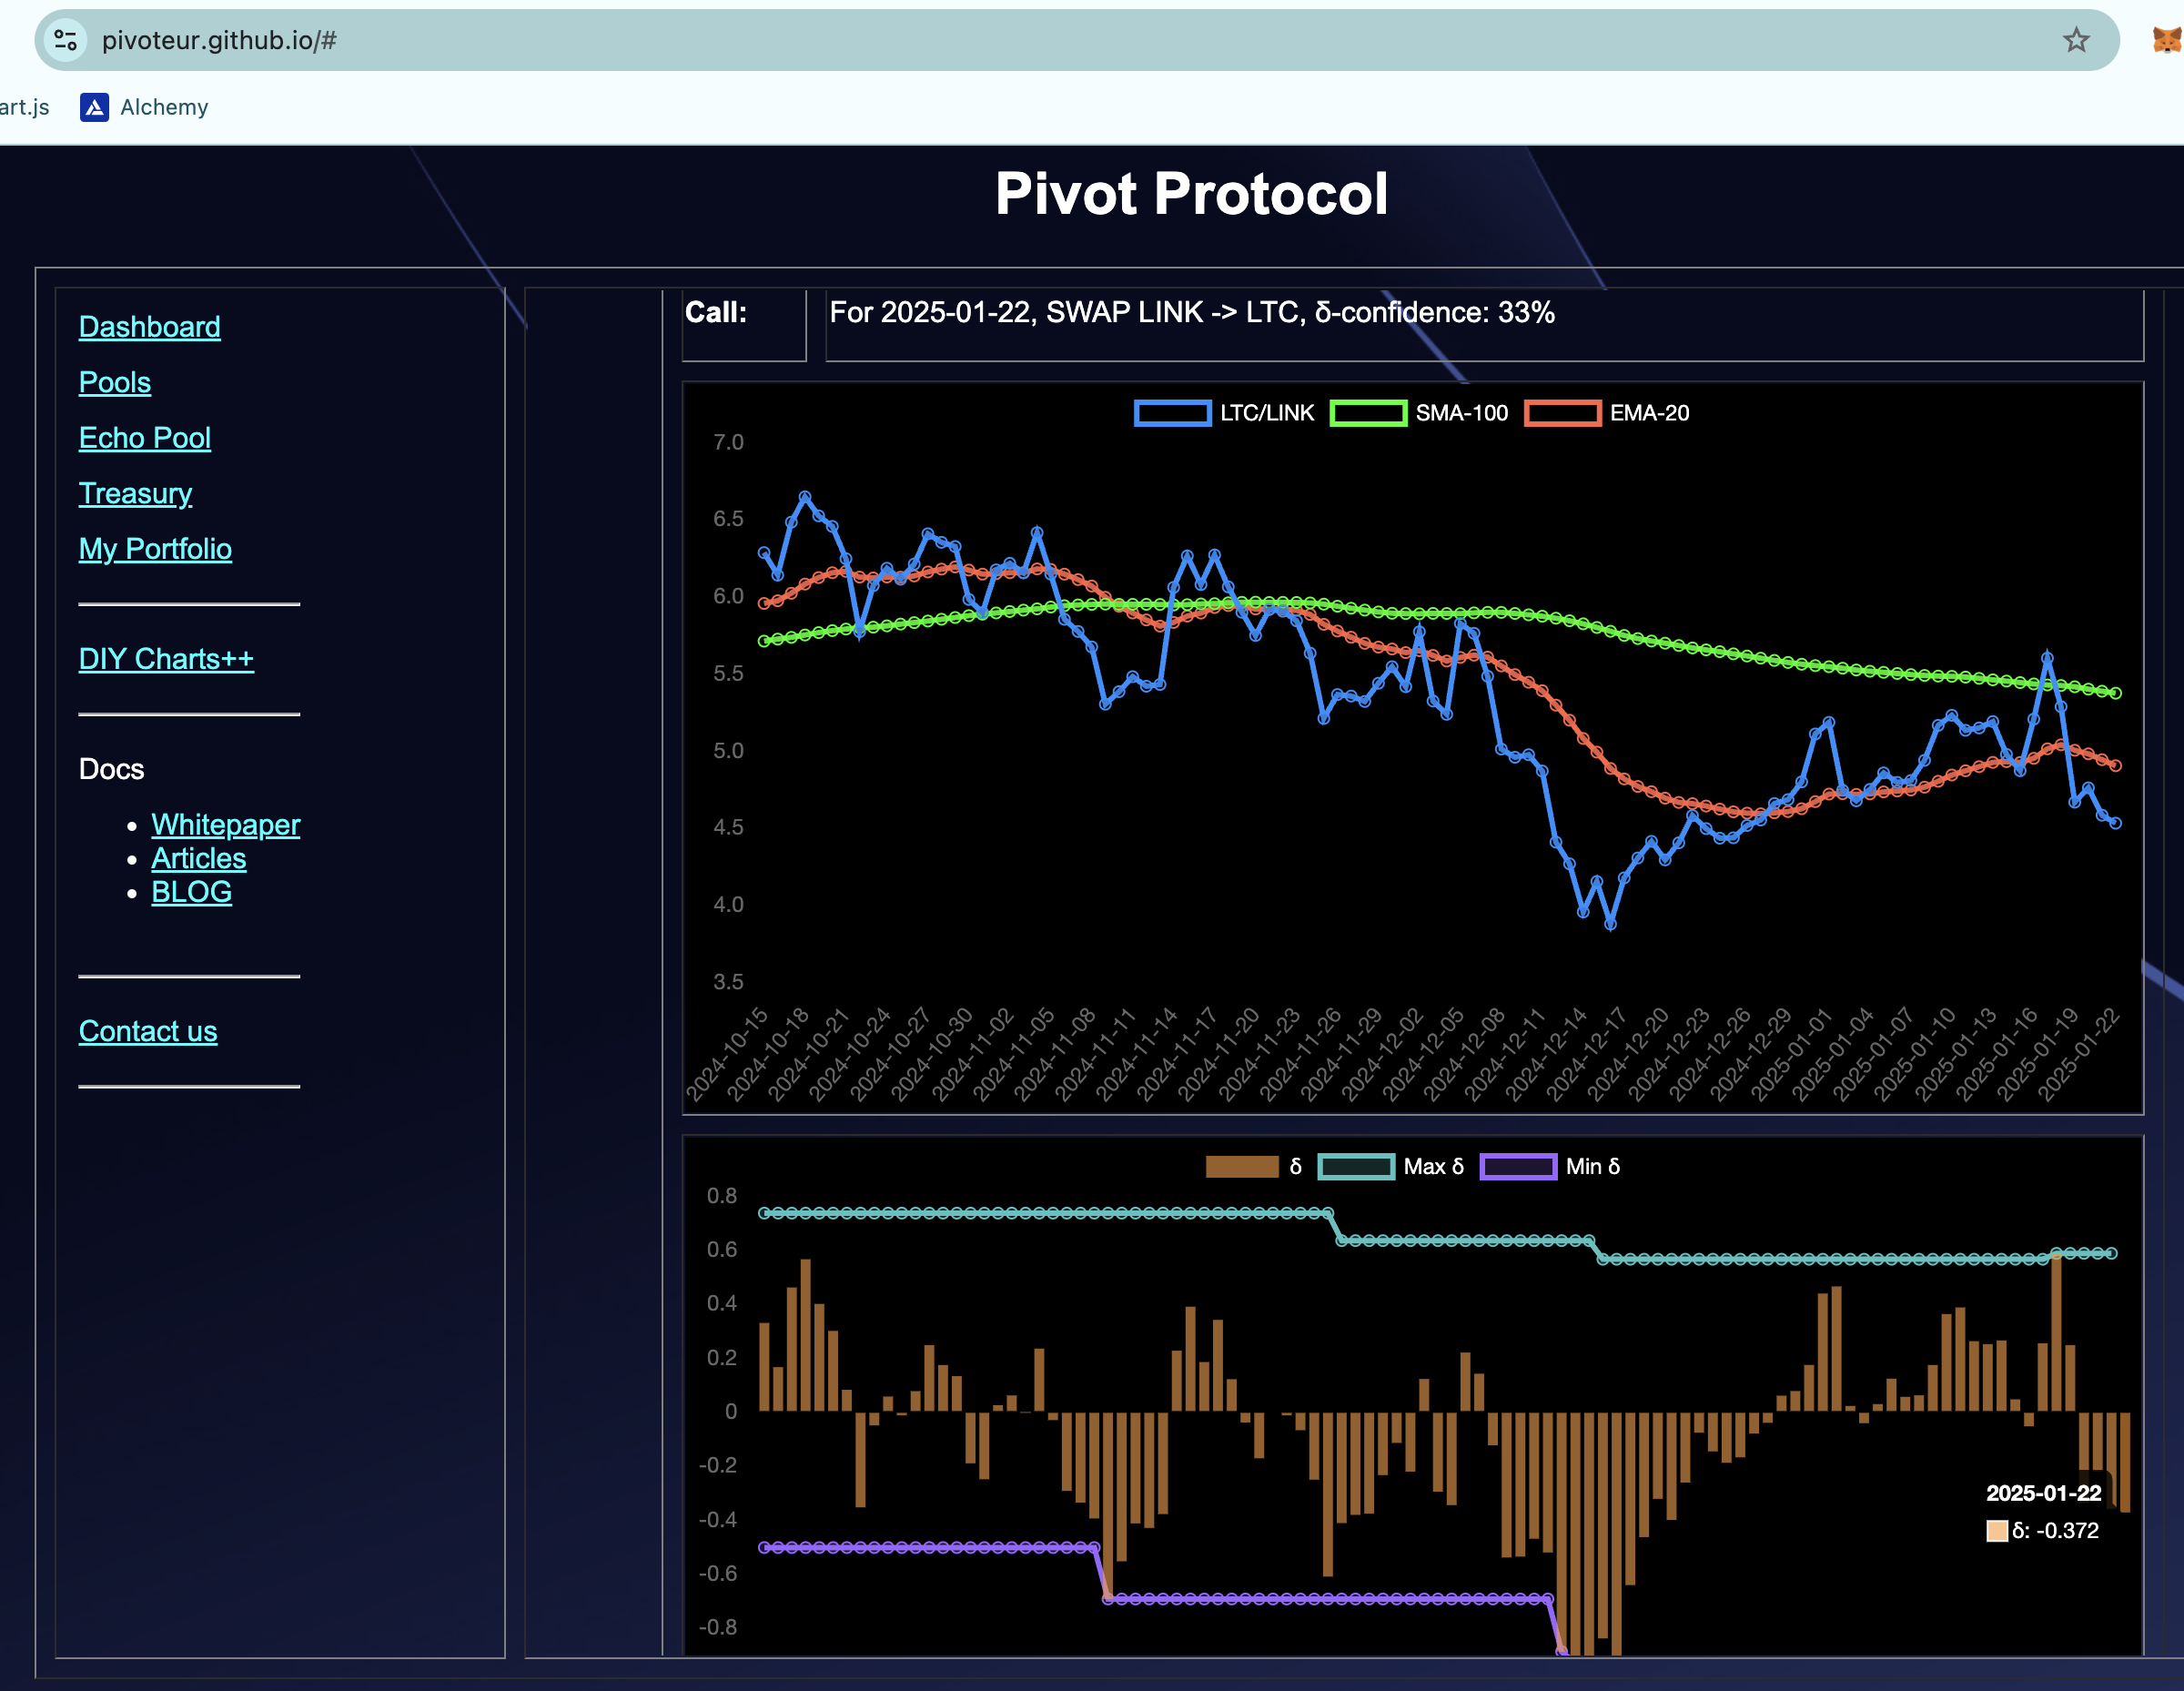 pivoteur.github.io/#
art.js
Alchemy
Pivot Protocol
Dashboard
Pools
Echo Pool
Treasury
My Portfolio
DIY Charts++
Docs
Whitepaper
Articles
BLOG
Contact us
Call:
For 2025-01-22, SWAP LINK -> LTC, δ-confidence: 33%
LTC/LINK SMA-100 EMA-20
7.0
6.5
6.0
5.5
5.0
4.5
4.0
3.5
2024-10-15
2024-10-18
2024-10-21
2024-10-24
2024-10-27
2024-10-30
2024-11-02
2024-11-05
2024-11-08
2024-11-11
2024-11-14
2024-11-17
2024-11-20
2024-11-23
2024-11-26
2024-11-29
2024-12-02
2024-12-05
2024-12-08
2024-12-11
2024-12-14
2024-12-17
2024-12-20
2024-12-23
2024-12-26
2024-12-29
2025-01-01
2025-01-04
2025-01-07
2025-01-10
2025-01-13
2025-01-16
2025-01-19
2025-01-22
δ Max δ Min δ
0.8
0.6
0.4
0.2
0
-0.2
-0.4
-0.6
-0.8
2025-01-22
δ: -0.372